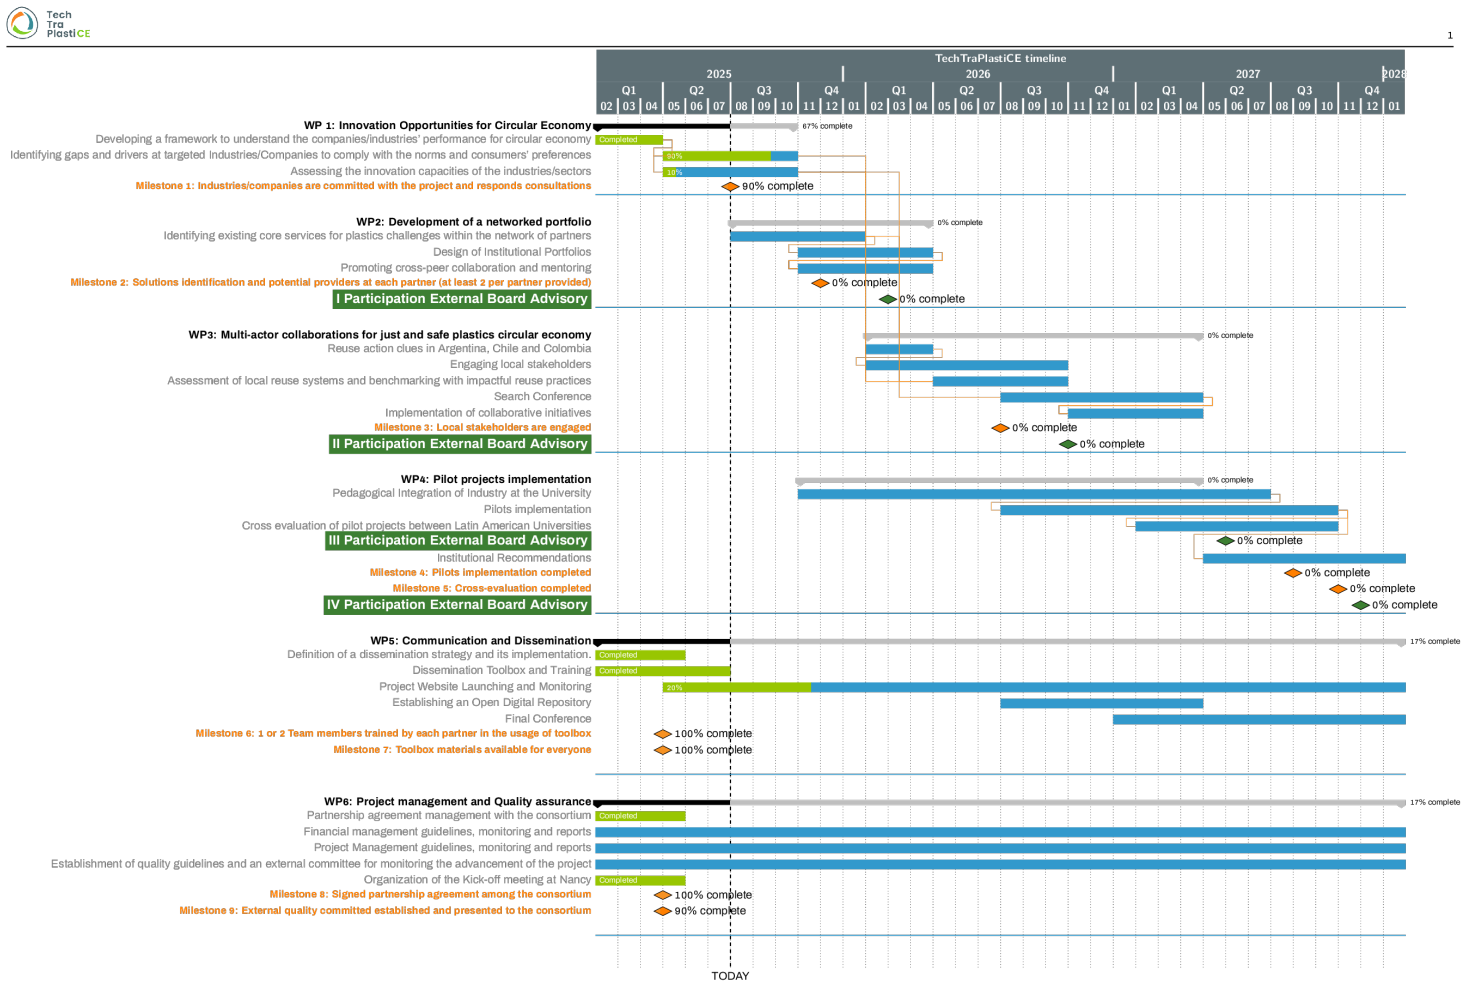 Tech
Tra
PlastiCE
1
TechTraPlastiCE timeline
2025 2026 2027 2028
Q1 Q2 Q3 Q4 Q1 Q2 Q3 Q4 Q1 Q2 Q3 Q4
02 03 04 05 06 07 08 09 10 11 12 01 02 03 05 06 07 08 09 10 11 12 01 02 03 04 05 06 07 08 09 10 11 12 01
WP 1: Innovation Opportunities for Circular Economy 67% complete
Developing a framework to understand the companies/industries' performance for circular economy Completed
Identifying gaps and drivers at targeted Industries/Companies to comply with the norms and consumers' preferences
Assessing the innovation capacities of the industries/sectors 10%
Milestone 1: Industries/companies are committed with the project and responds consultations 90% complete
WP2: Development of a networked portfolio 0% complete
Identifying existing core services for plastics challenges within the network of partners
Design of Institutional Portfolios
Promoting cross-peer collaboration and mentoring
Milestone 2: Solutions identification and potential providers at each partner (at least 2 per partner provided) 0% complete
I Participation External Board Advisory 0% complete
WP3: Multi-actor collaborations for just and safe plastics circular economy 0% complete
Reuse action clues in Argentina, Chile and Colombia
Engaging local stakeholders
Assessment of local reuse systems and benchmarking with impactful reuse practices
Search Conference
Implementation of collaborative initiatives
Milestone 3: Local stakeholders are engaged 0% complete
II Participation External Board Advisory 0% complete
WP4: Pilot projects implementation 0% complete
Pedagogical Integration of Industry at the University
Pilots implementation
Cross evaluation of pilot projects between Latin American Universities
III Participation External Board Advisory 0% complete
Institutional Recommendations
Milestone 4: Pilots implementation completed 0% complete
Milestone 5: Cross-evaluation completed 0% complete
IV Participation External Board Advisory 0% complete
WP5: Communication and Dissemination 17% complete
Definition of a dissemination strategy and its implementation. Completed
Dissemination Toolbox and Training Completed
Project Website Launching and Monitoring 20%
Establishing an Open Digital Repository
Final Conference
Milestone 6: 1 or 2 Team members trained by each partner in the usage of toolbox 100% complete
Milestone 7: Toolbox materials available for everyone 100% complete
WP6: Project management and Quality assurance 17% complete
Partnership agreement management with the consortium Completed
Financial management guidelines, monitoring and reports
Project Management guidelines, monitoring and reports
Establishment of quality guidelines and an external committee for monitoring the advancement of the project
Organization of the Kick-off meeting at Nancy Completed
Milestone 8: Signed partnership agreement among the consortium 100% complete
Milestone 9: External quality committed established and presented to the consortium 90% complete
TODAY